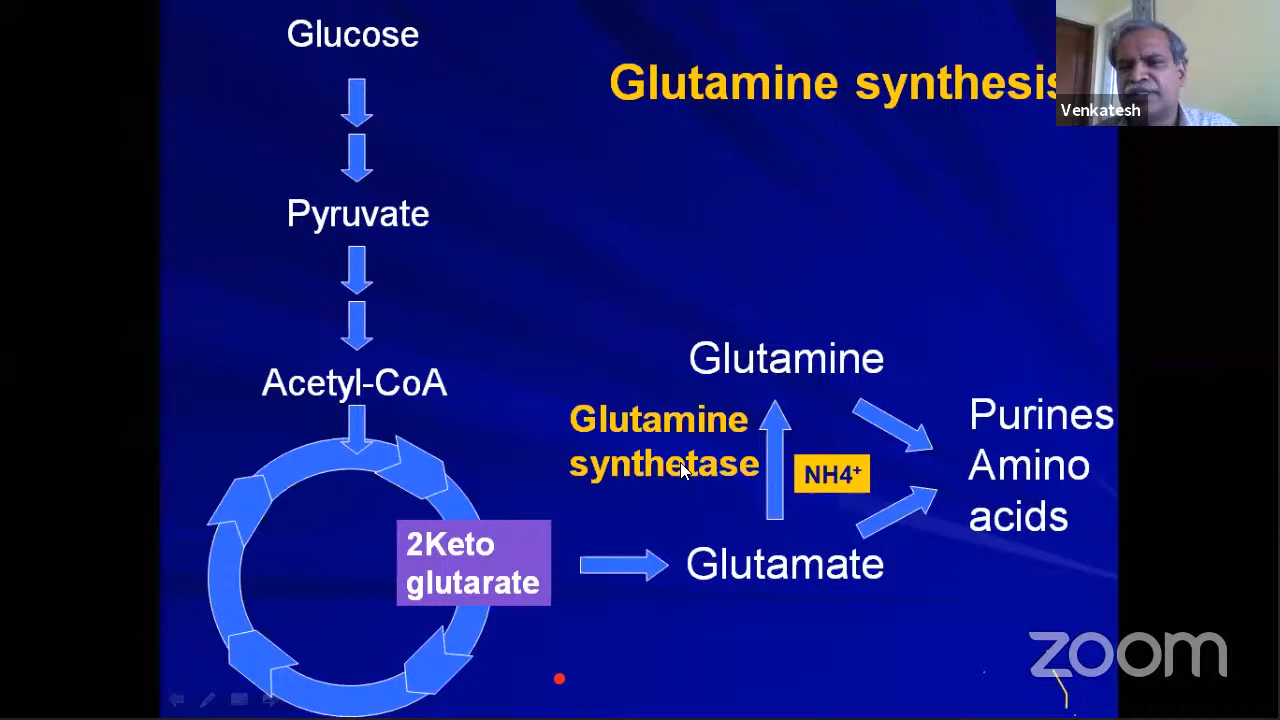 Glucose
Glutamine synthesis
Venkatesh
Pyruvate
Acetyl-CoA
Glutamine
Glutamine
synthetase
NH4⁺
Purines
Amino
acids
2Keto
glutarate
Glutamate
zoom